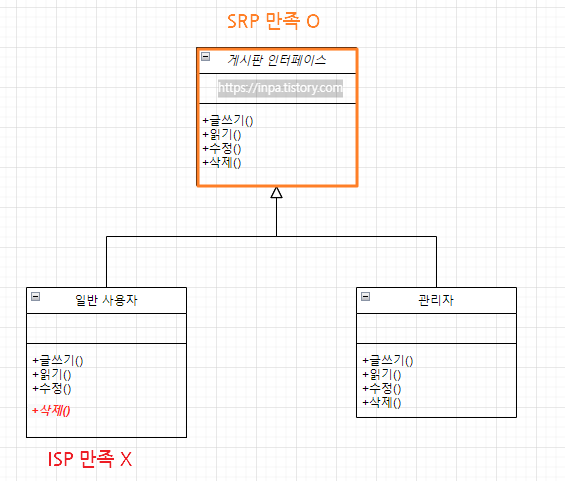 SRP 만족 O
게시판 인터페이스
https://inpa.tistory.com
+글쓰기()
+읽기()
+수정()
+삭제()
일반 사용자
+글쓰기()
+읽기()
+수정()
+삭제()
ISP 만족 X
관리자
+글쓰기()
+읽기()
+수정()
+삭제()